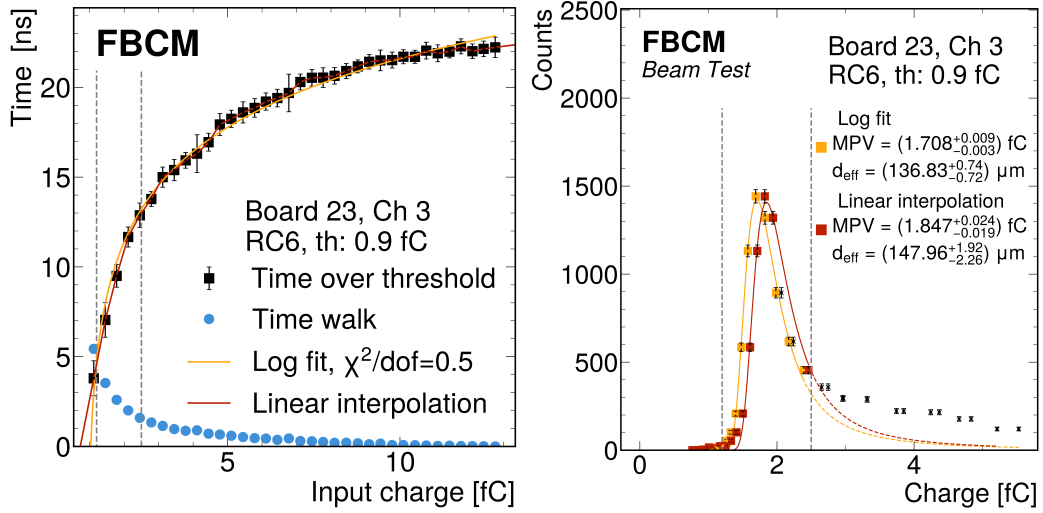 FBCM
Time [ns]
20
15
10
5
0
Board 23, Ch 3
RC6, th: 0.9 fC
Time over threshold
Time walk
Log fit, χ²/dof=0.5
Linear interpolation
5
10
Input charge [fC]
FBCM
Beam Test
Counts
2500
2000
1500
1000
500
0
Board 23, Ch 3
RC6, th: 0.9 fC
Log fit
MPV = (1.708^{+0.009}_{−0.003}) fC
d_{eff} = (136.83^{+0.74}_{−0.72}) µm
Linear interpolation
MPV = (1.847^{+0.024}_{−0.019}) fC
d_{eff} = (147.96^{+1.92}_{−2.26}) µm
0
2
4
Charge [fC]